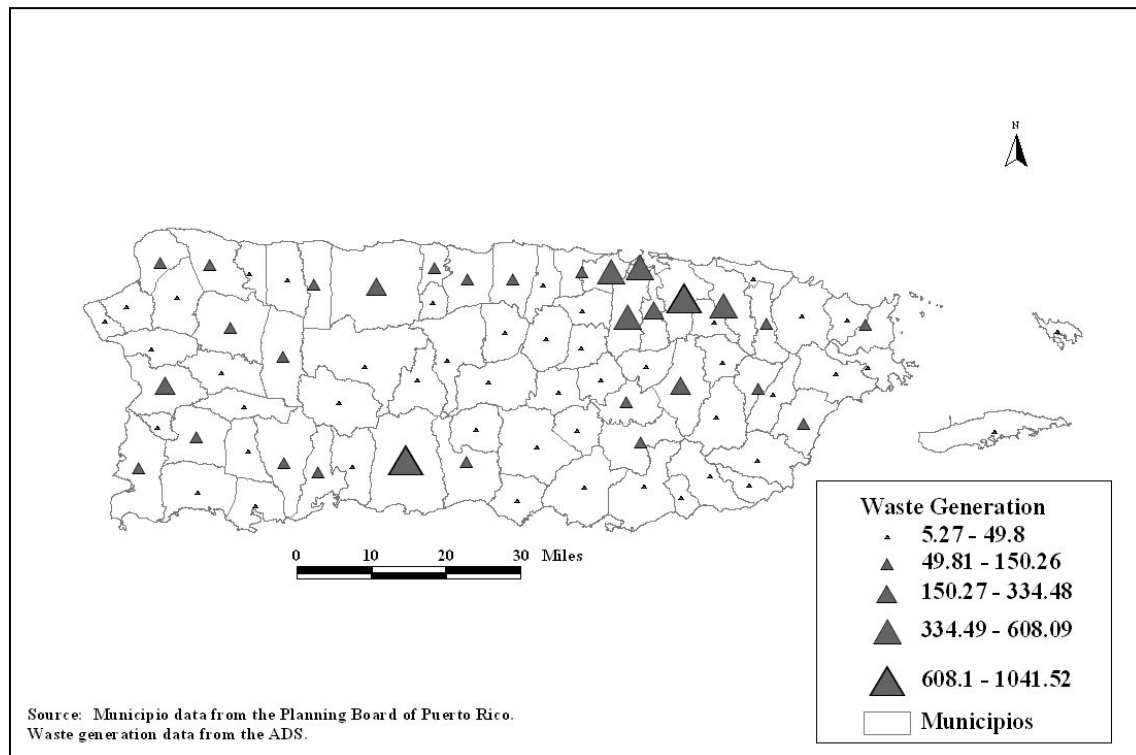 N
0 10 20 30 Miles
Waste Generation
5.27 - 49.8
49.81 - 150.26
150.27 - 334.48
334.49 - 608.09
608.1 - 1041.52
Municipios
Source: Municipio data from the Planning Board of Puerto Rico.
Waste generation data from the ADS.